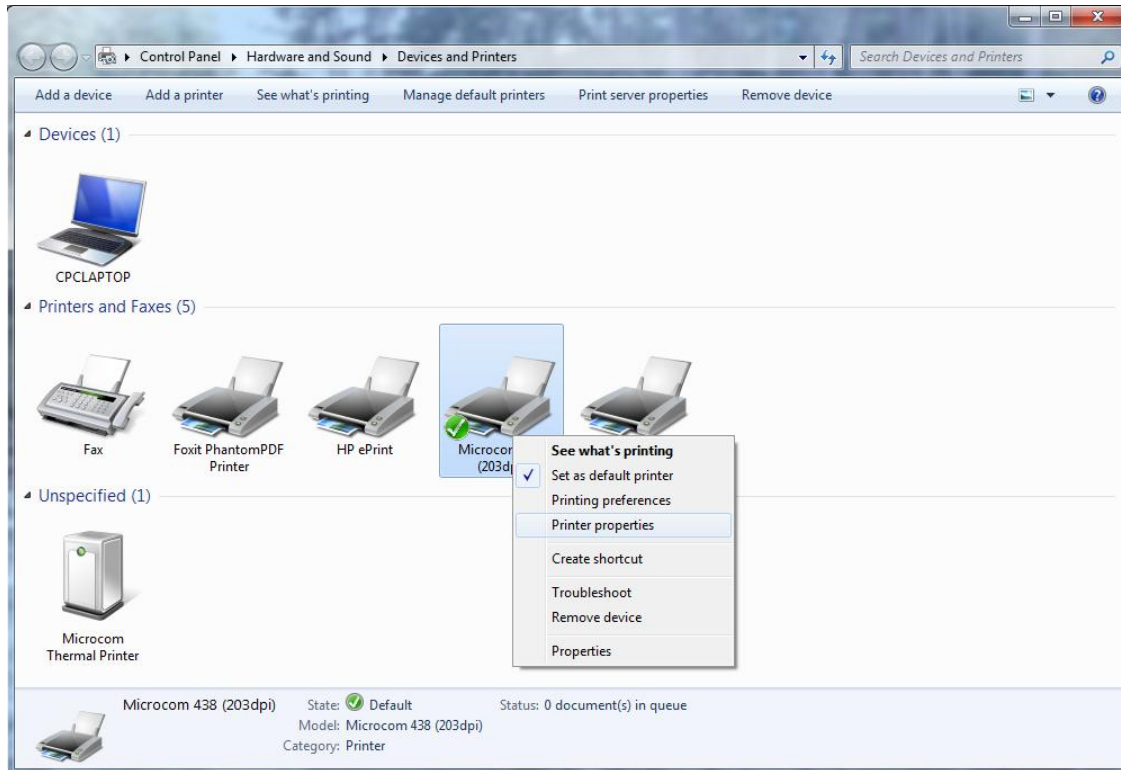 Control Panel ▸ Hardware and Sound ▸ Devices and Printers
Search Devices and Printers
Add a device Add a printer See what's printing Manage default printers Print server properties Remove device
Devices (1)
CPCLAPTOP
Printers and Faxes (5)
Fax
Foxit PhantomPDF
Printer
HP ePrint
(203d
See what's printing
Set as default printer
Printing preferences
Printer properties
Create shortcut
Troubleshoot
Remove device
Properties
Unspecified (1)
Microcom
Thermal Printer
Microcom 438 (203dpi) State: Default Status: 0 document(s) in queue
Model: Microcom 438 (203dpi)
Category: Printer